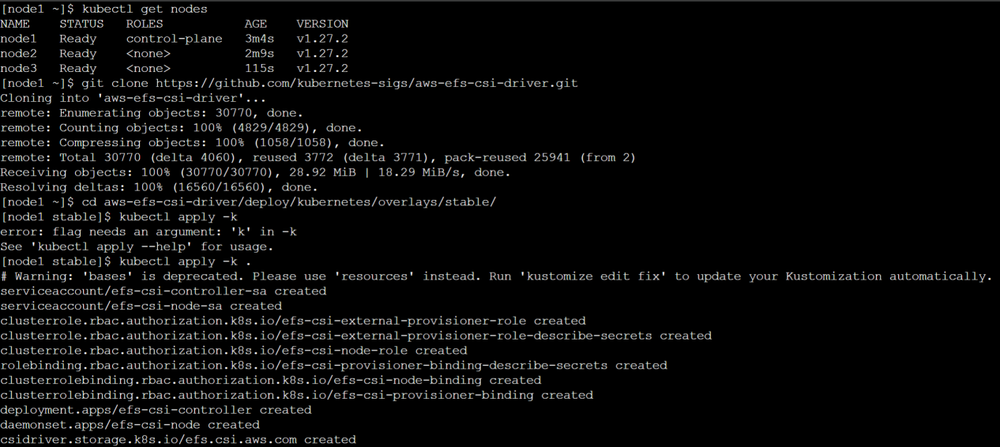 [node1 ~]$ kubectl get nodes
NAME    STATUS   ROLES           AGE    VERSION
node1   Ready    control-plane   3m4s   v1.27.2
node2   Ready    <none>          2m9s   v1.27.2
node3   Ready    <none>          115s   v1.27.2
[node1 ~]$ git clone https://github.com/kubernetes-sigs/aws-efs-csi-driver.git
Cloning into 'aws-efs-csi-driver'...
remote: Enumerating objects: 30770, done.
remote: Counting objects: 100% (4829/4829), done.
remote: Compressing objects: 100% (1058/1058), done.
remote: Total 30770 (delta 4060), reused 3772 (delta 3771), pack-reused 25941 (from 2)
Receiving objects: 100% (30770/30770), 28.92 MiB | 18.29 MiB/s, done.
Resolving deltas: 100% (16560/16560), done.
[node1 ~]$ cd aws-efs-csi-driver/deploy/kubernetes/overlays/stable/
[node1 stable]$ kubectl apply -k
error: flag needs an argument: 'k' in -k
See 'kubectl apply --help' for usage.
[node1 stable]$ kubectl apply -k .
# Warning: 'bases' is deprecated. Please use 'resources' instead. Run 'kustomize edit fix' to update your Kustomization automatically.
serviceaccount/efs-csi-controller-sa created
serviceaccount/efs-csi-node-sa created
clusterrole.rbac.authorization.k8s.io/efs-csi-external-provisioner-role created
clusterrole.rbac.authorization.k8s.io/efs-csi-external-provisioner-role-describe-secrets created
clusterrole.rbac.authorization.k8s.io/efs-csi-node-role created
rolebinding.rbac.authorization.k8s.io/efs-csi-provisioner-binding-describe-secrets created
clusterrolebinding.rbac.authorization.k8s.io/efs-csi-node-binding created
clusterrolebinding.rbac.authorization.k8s.io/efs-csi-provisioner-binding created
deployment.apps/efs-csi-controller created
daemonset.apps/efs-csi-node created
csidriver.storage.k8s.io/efs.csi.aws.com created